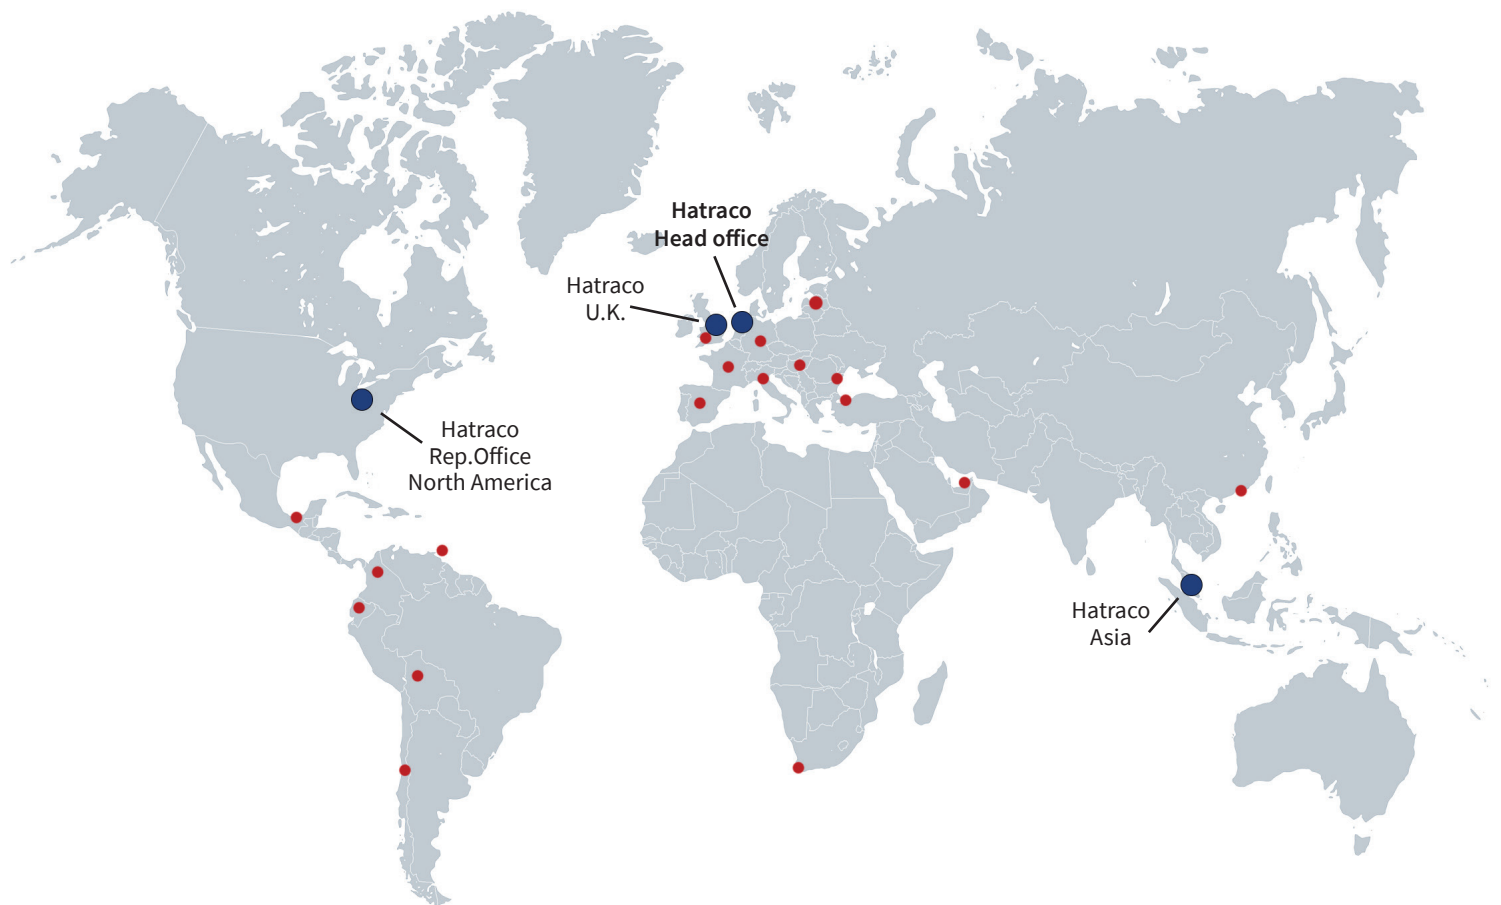 Hatraco
Head office
Hatraco
U.K.
Hatraco
Rep.Office
North America
Hatraco
Asia